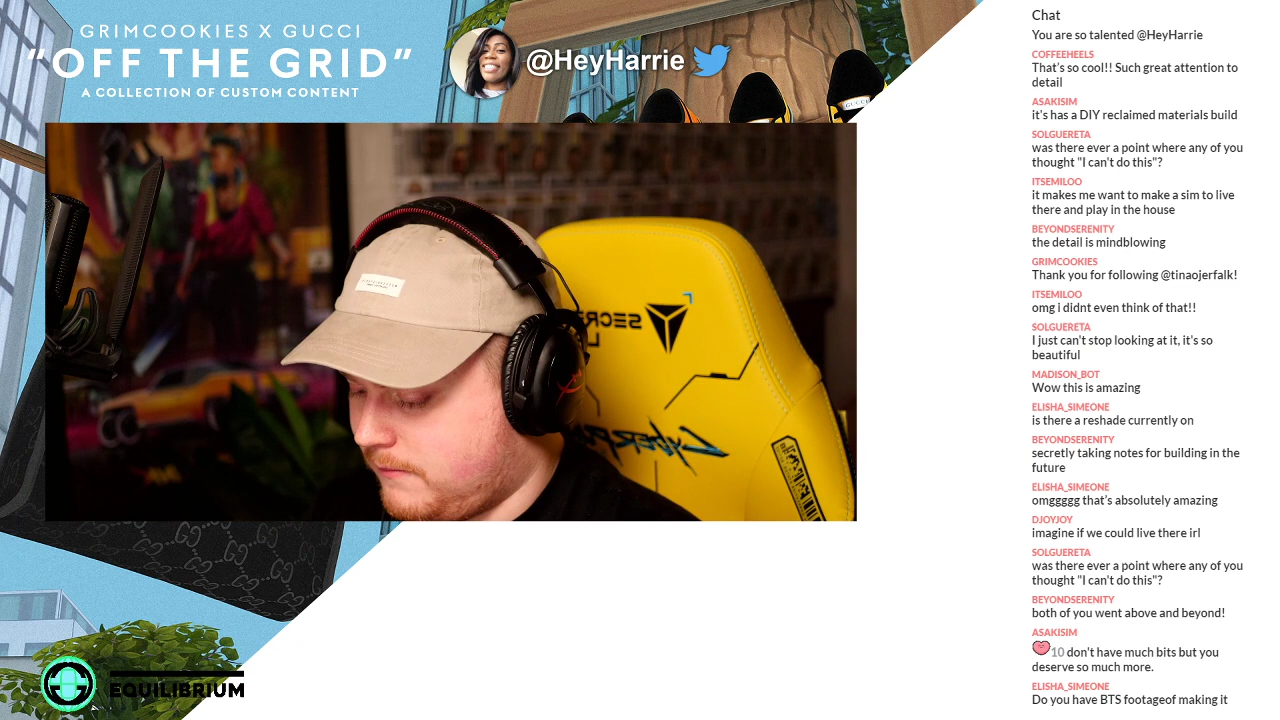 GRIMCOOKIES X GUCCI
“OFF THE GRID”
A COLLECTION OF CUSTOM CONTENT
@HeyHarrie
GUCCI
SECRE
L
CYBERP
EQUILIBRIUM
Chat
You are so talented @HeyHarrie
COFFEEHEELS
That's so cool!! Such great attention to
detail
ASAKISIM
it's has a DIY reclaimed materials build
SOLGUERETA
was there ever a point where any of you
thought "I can't do this"?
ITSEMILOO
it makes me want to make a sim to live
there and play in the house
BEYONDSERENITY
the detail is mindblowing
GRIMCOOKIES
Thank you for following @tinaojerfalk!
ITSEMILOO
omg i didnt even think of that!!
SOLGUERETA
I just can't stop looking at it, it's so
beautiful
MADISON_BOT
Wow this is amazing
ELISHA_SIMEONE
is there a reshade currently on
BEYONDSERENITY
secretly taking notes for building in the
future
ELISHA_SIMEONE
omggggg that's absolutely amazing
DJOYJOY
imagine if we could live there irl
SOLGUERETA
was there ever a point where any of you
thought "I can't do this"?
BEYONDSERENITY
both of you went above and beyond!
ASAKISIM
10 don't have much bits but you
deserve so much more.
ELISHA_SIMEONE
Do you have BTS footageof making it